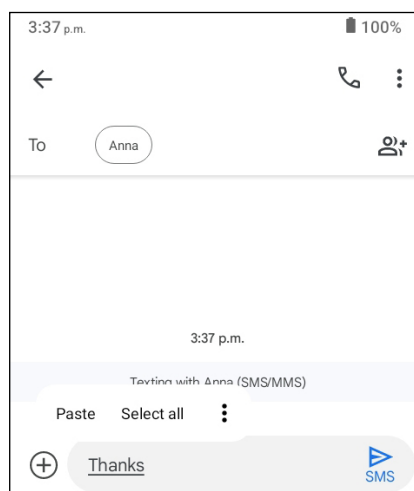 3:37 p.m. 100%
To Anna
3:37 p.m.
Texting with Anna (SMS/MMS)
Paste Select all
Thanks
SMS